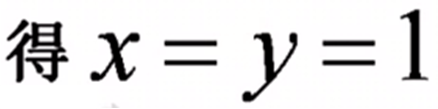 得 x = y = 1